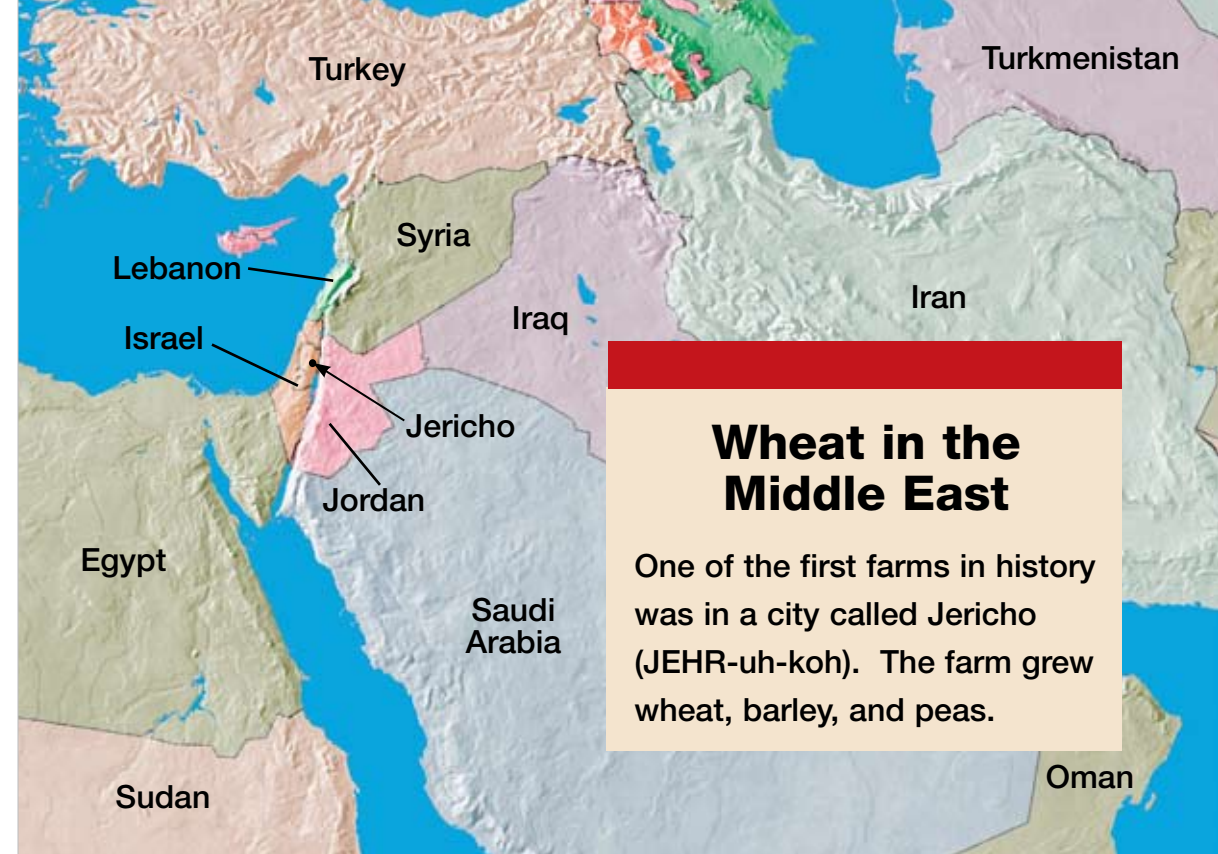 Turkey
Turkmenistan
Syria
Lebanon
Iran
Iraq
Israel
Jericho
Jordan
Egypt
Saudi
Arabia
Sudan
Oman
Wheat in the
Middle East
One of the first farms in history
was in a city called Jericho
(JEHR-uh-koh). The farm grew
wheat, barley, and peas.